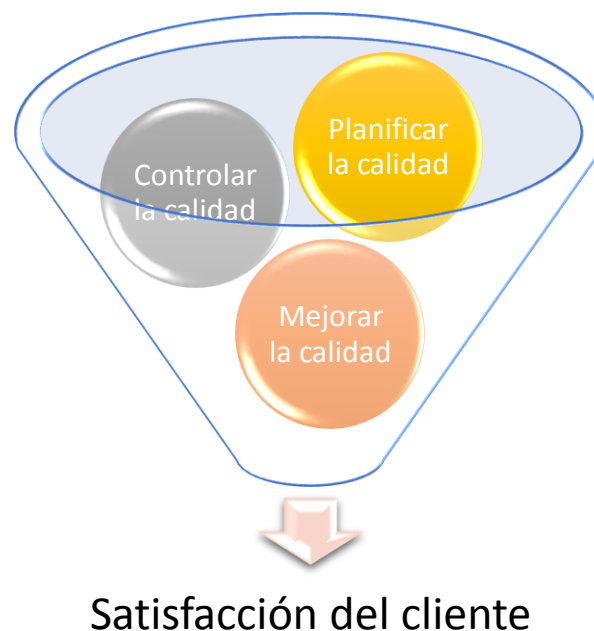 Planificar
la calidad
Controlar
la calidad
Mejorar
la calidad
Satisfacción del cliente